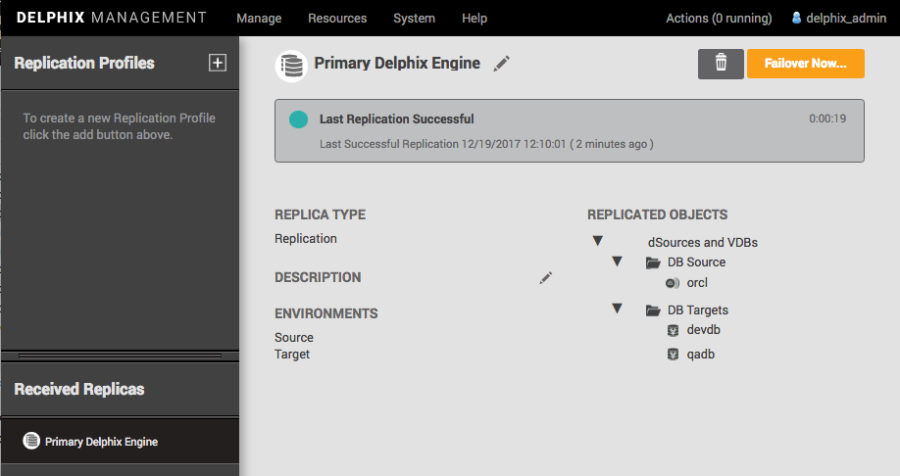 DELPHIX MANAGEMENT Manage Resources System Help Actions (0 running) delphix_admin
Replication Profiles
To create a new Replication Profile
click the add button above.
Received Replicas
Primary Delphix Engine
Primary Delphix Engine Failover Now...
Last Replication Successful 0:00:19
Last Successful Replication 12/19/2017 12:10:01 ( 2 minutes ago )
REPLICA TYPE
Replication
DESCRIPTION
ENVIRONMENTS
Source
Target
REPLICATED OBJECTS
dSources and VDBs
DB Source
orcl
DB Targets
devdb
qadb